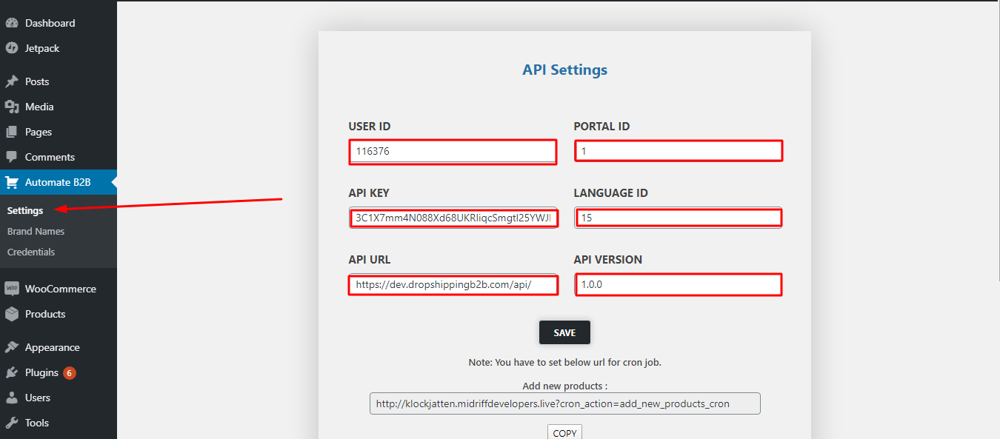 Dashboard
Jetpack
Posts
Media
Pages
Comments
Automate B2B
Settings
Brand Names
Credentials
WooCommerce
Products
Appearance
Plugins 6
Users
Tools
API Settings
USER ID
116376
PORTAL ID
1
API KEY
LANGUAGE ID
15
API URL
https://dev.dropshippingb2b.com/api/
API VERSION
1.0.0
SAVE
Note: You have to set below url for cron job.
Add new products :
http://klockjatten.midriffdevelopers.live?cron_action=add_new_products_cron
COPY